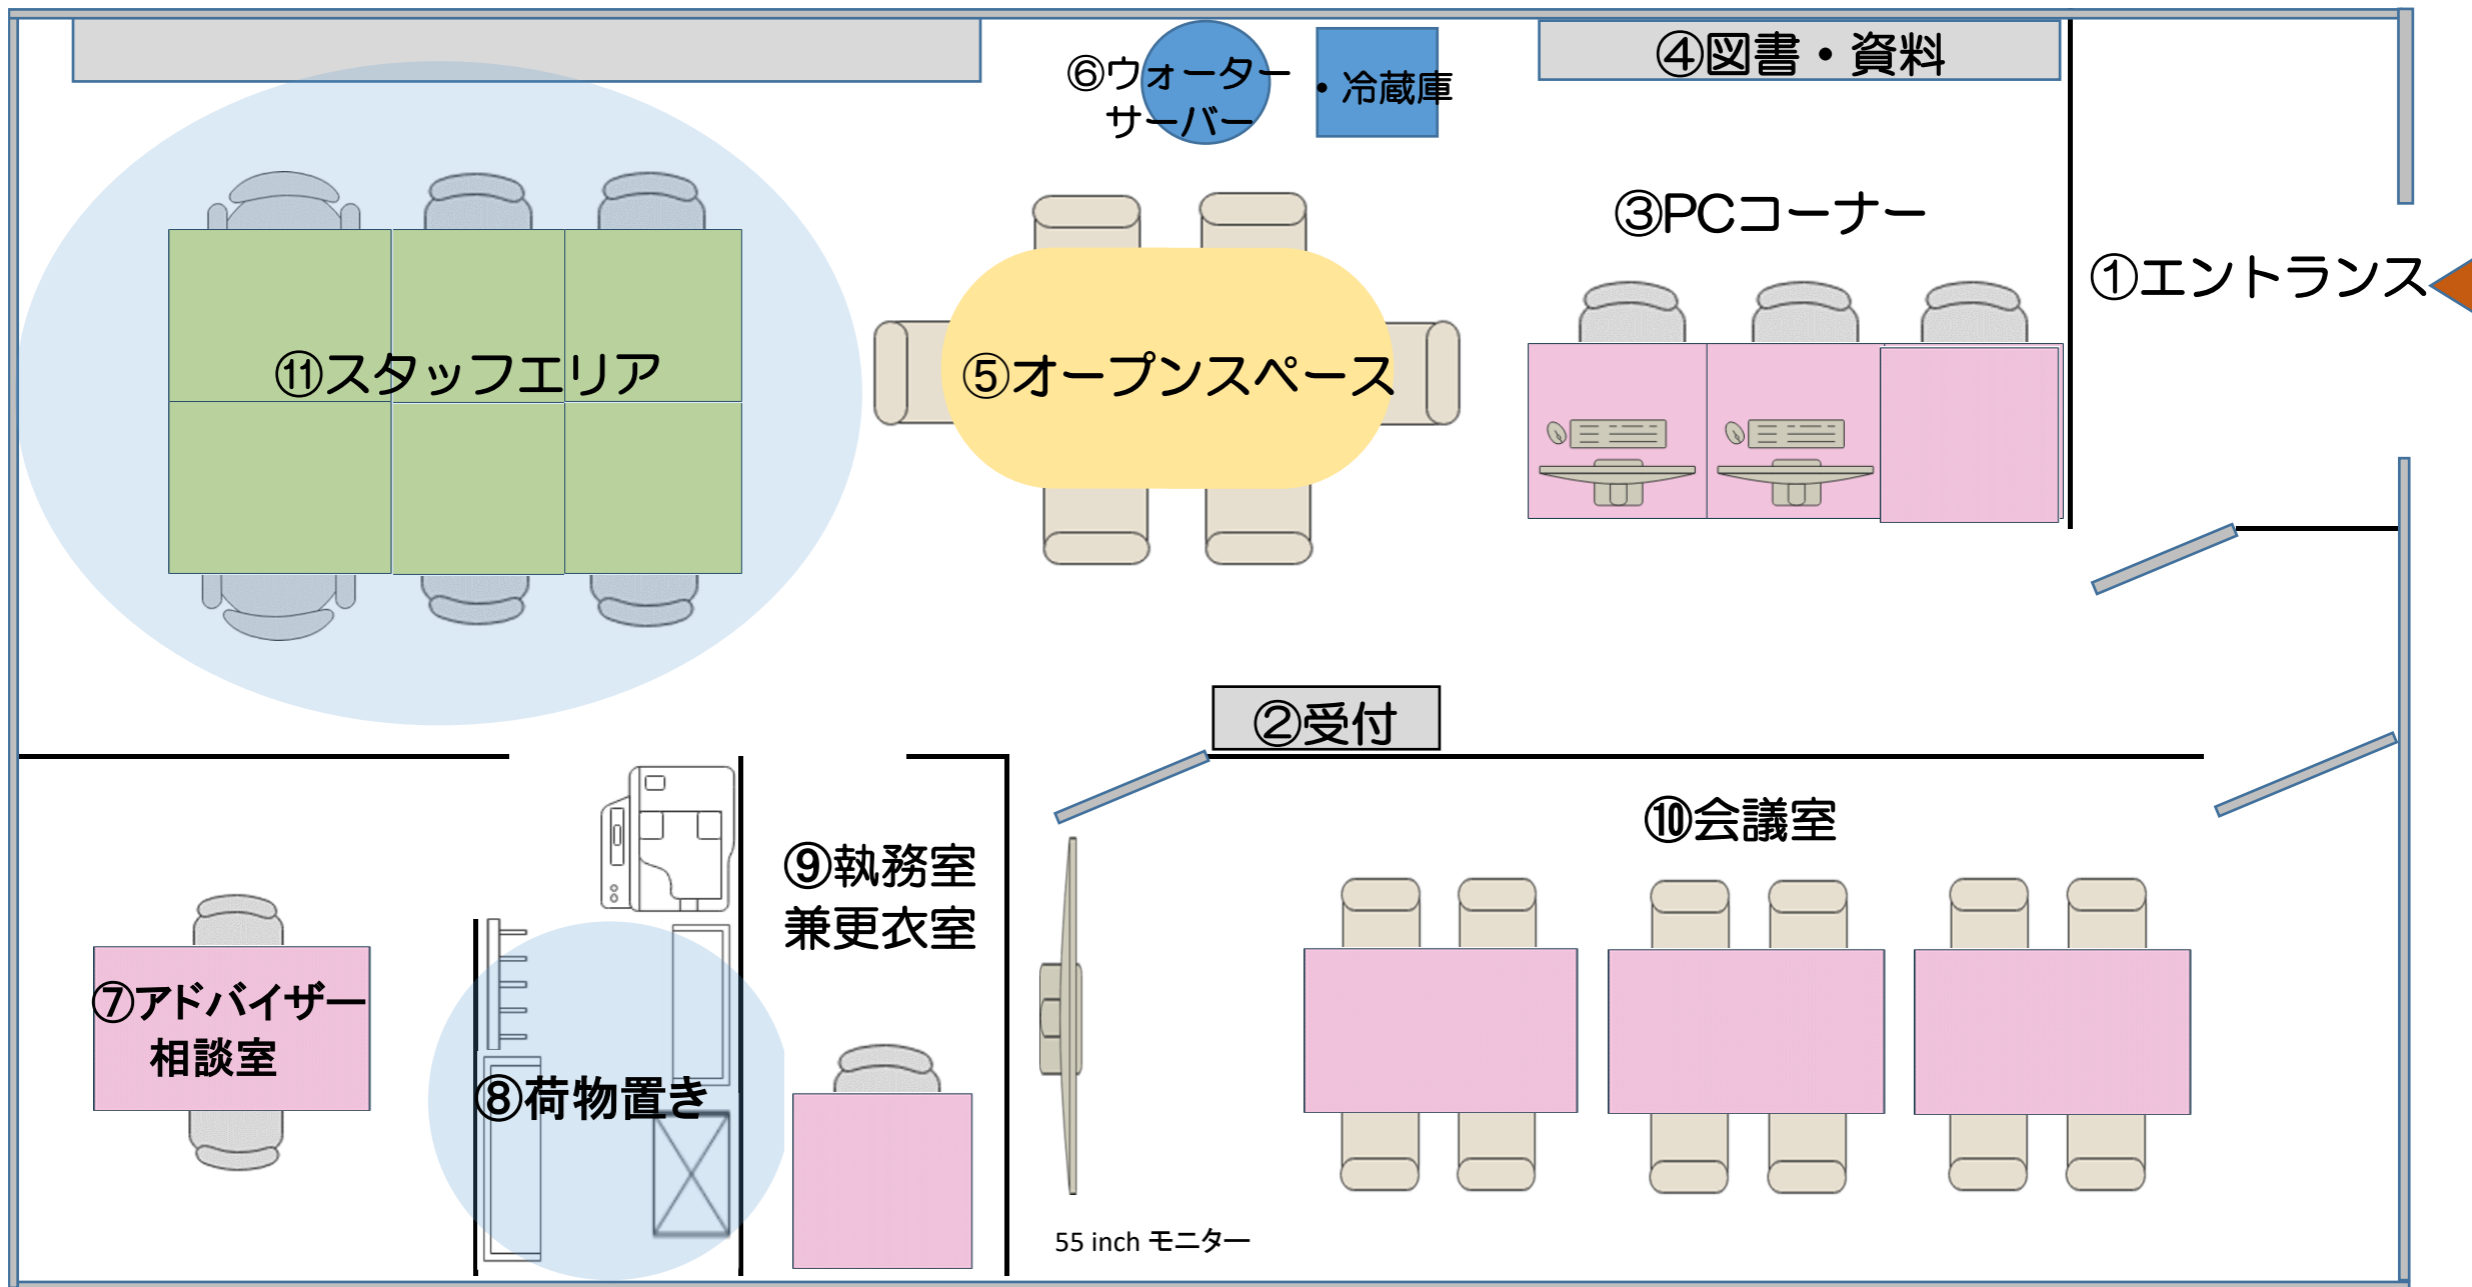 ④図書・資料
⑥ウォーター
サーバー
・冷蔵庫
③PCコーナー
①エントランス
⑪スタッフエリア
⑤オープンスペース
②受付
⑩会議室
⑨執務室
兼更衣室
⑦アドバイザー
相談室
⑧荷物置き
55 inch モニター